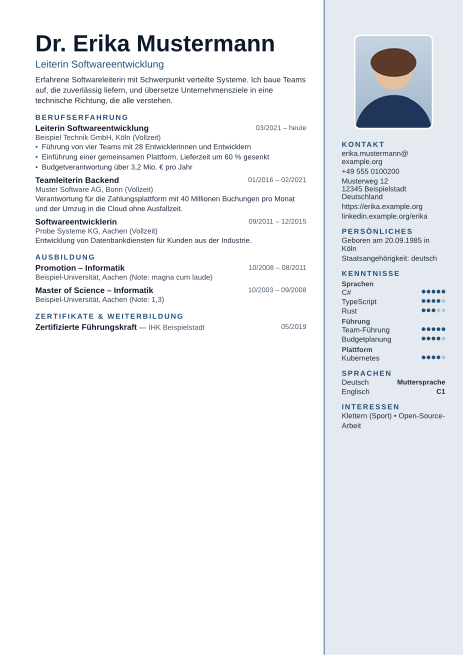 Dr. Erika Mustermann
Leiterin Softwareentwicklung
Erfahrene Softwareleiterin mit Schwerpunkt verteilte Systeme. Ich baue Teams
auf, die zuverlässig liefern, und übersetze Unternehmensziele in eine
technische Richtung, die alle verstehen.
BERUFSERFAHRUNG
Leiterin Softwareentwicklung 03/2021 – heute
Beispiel Technik GmbH, Köln (Vollzeit)
• Führung von vier Teams mit 28 Entwicklerinnen und Entwicklern
• Einführung einer gemeinsamen Plattform, Lieferzeit um 60 % gesenkt
• Budgetverantwortung über 3,2 Mio. € pro Jahr
Teamleiterin Backend 01/2016 – 02/2021
Muster Software AG, Bonn (Vollzeit)
Verantwortung für die Zahlungsplattform mit 40 Millionen Buchungen pro Monat
und der Umzug in die Cloud ohne Ausfallzeit.
Softwareentwicklerin 09/2011 – 12/2015
Probe Systeme KG, Aachen (Vollzeit)
Entwicklung von Datenbankdiensten für Kunden aus der Industrie.
AUSBILDUNG
Promotion – Informatik 10/2008 – 08/2011
Beispiel-Universität, Aachen (Note: magna cum laude)
Master of Science – Informatik 10/2003 – 09/2008
Beispiel-Universität, Aachen (Note: 1,3)
ZERTIFIKATE & WEITERBILDUNG
Zertifizierte Führungskraft — IHK Beispielstadt 05/2019
KONTAKT
erika.mustermann@
example.org
+49 555 0100200
Musterweg 12
12345 Beispielstadt
Deutschland
https://erika.example.org
linkedin.example.org/erika
PERSÖNLICHES
Geboren am 20.09.1985 in
Köln
Staatsangehörigkeit: deutsch
KENNTNISSE
Sprachen
C#
TypeScript
Rust
Führung
Team-Führung
Budgetplanung
Plattform
Kubernetes
SPRACHEN
Deutsch Muttersprache
Englisch C1
INTERESSEN
Klettern (Sport) • Open-Source-
Arbeit